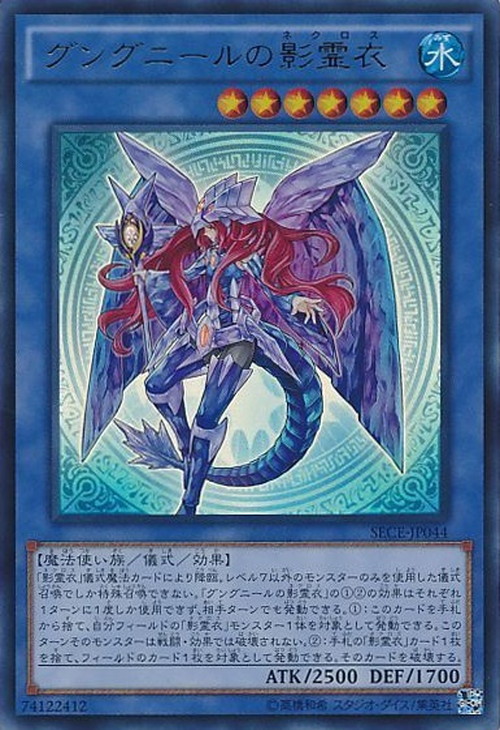 ネクロス
グングニールの影霊衣
水
SECE-JP044
【魔法使い族/儀式/効果】
「影霊衣」儀式魔法カードにより降臨。レベル7以外のモンスターのみを使用した儀式
召喚でしか特殊召喚できない。「グングニールの影霊衣」の①②の効果はそれぞれ
1ターンに1度しか使用できず、相手ターンでも発動できる。①:このカードを手札
から捨て、自分フィールドの「影霊衣」モンスター1体を対象として発動できる。この
ターンそのモンスターは戦闘・効果では破壊されない。②:手札の「影霊衣」カード1枚
を捨て、フィールドのカード1枚を対象として発動できる。そのカードを破壊する。
ATK/2500 DEF/1700
74122412 ©高橋和希 スタジオ・ダイス/集英社